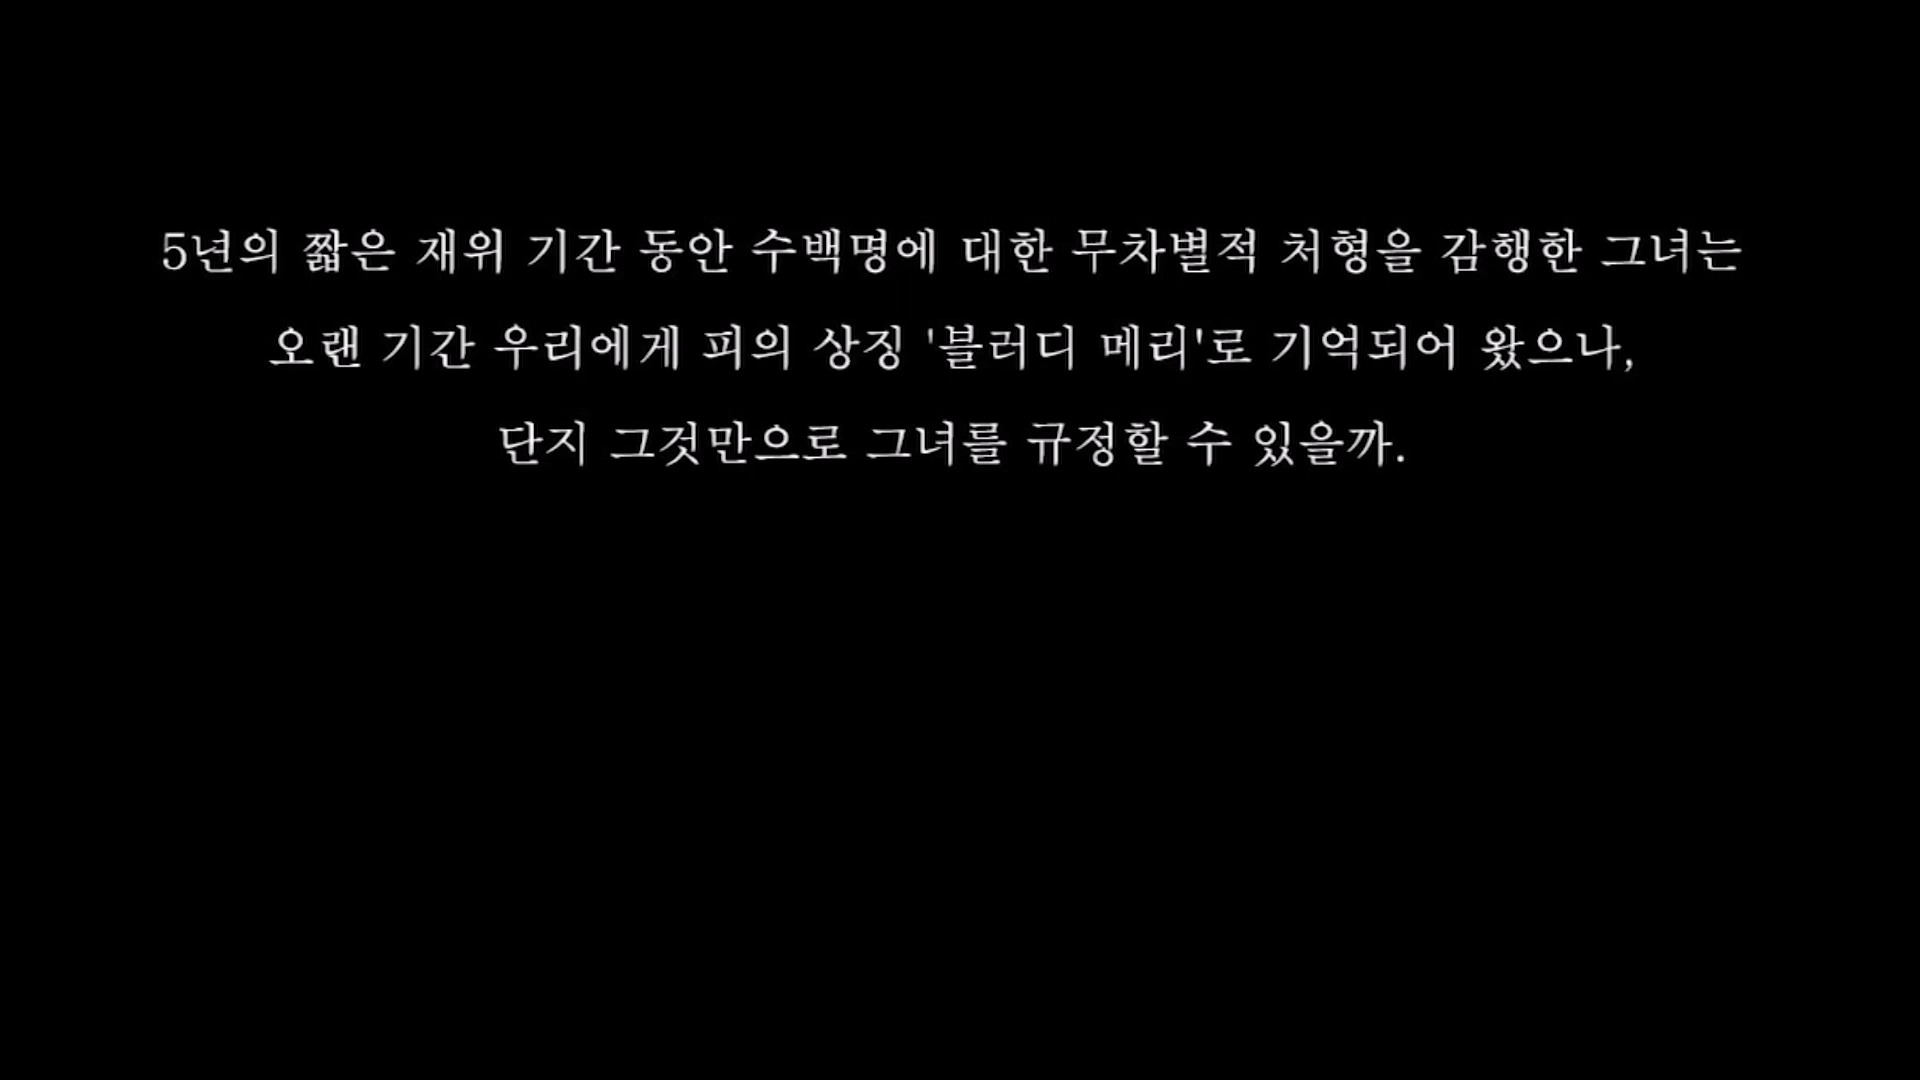 5년의 짧은 재위 기간 동안 수백명에 대한 무차별적 처형을 감행한 그녀는
오랜 기간 우리에게 피의 상징 '블러디 메리'로 기억되어 왔으나,
단지 그것만으로 그녀를 규정할 수 있을까.